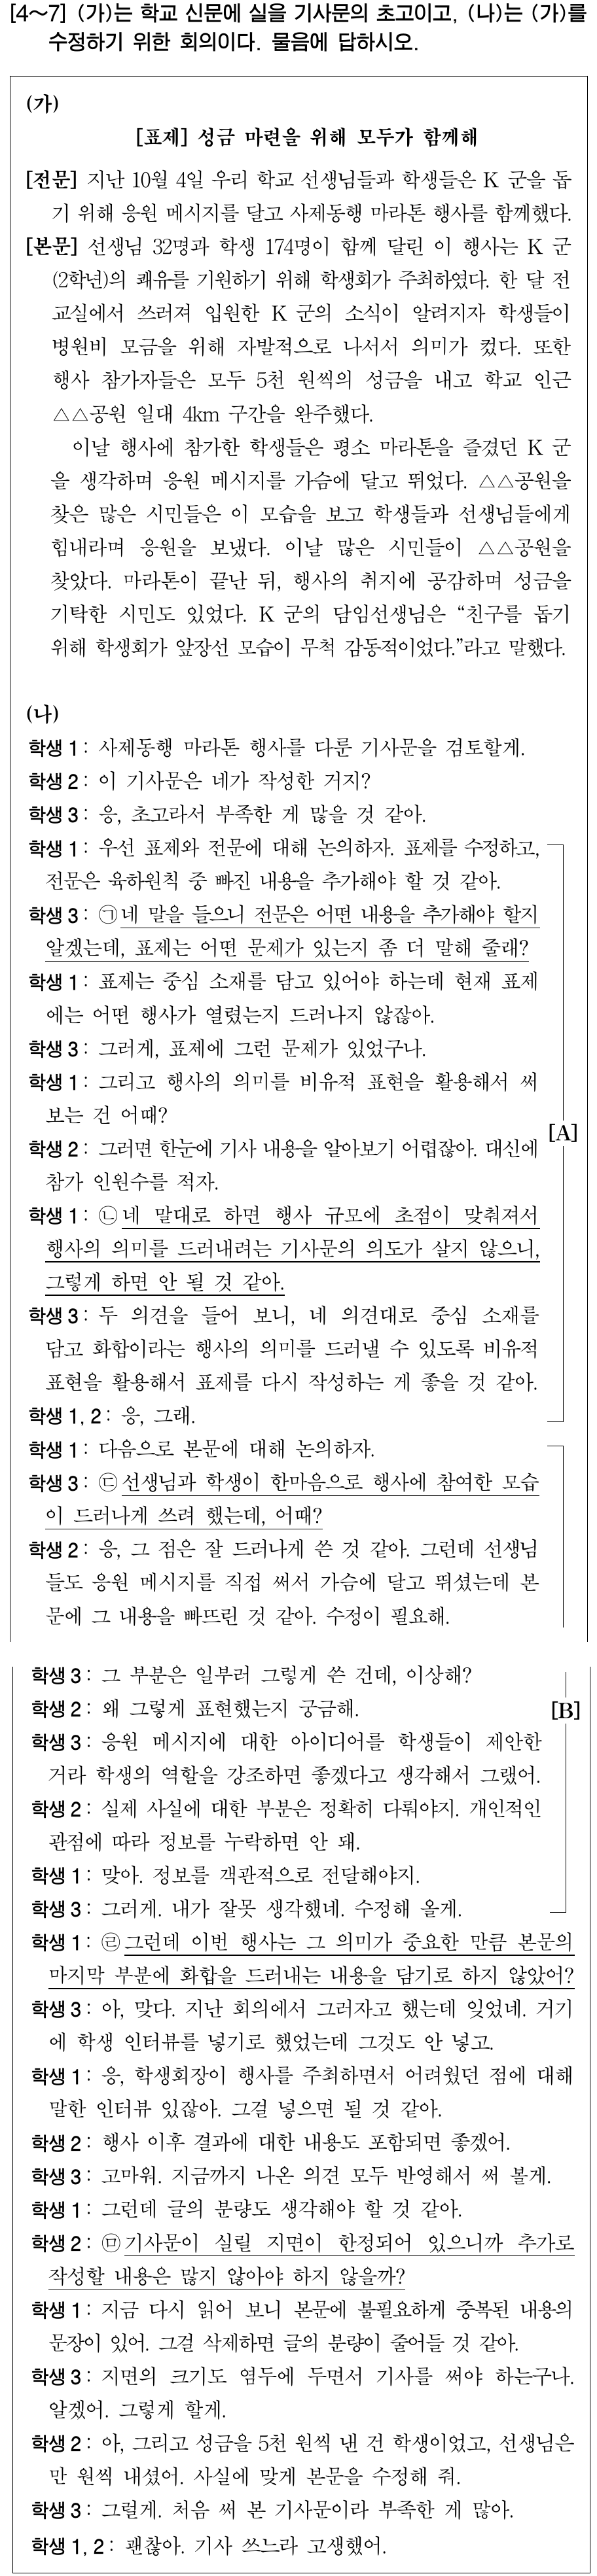 [4～7] (가)는 학교 신문에 실을 기사문의 초고이고, (나)는 (가)를
수정하기 위한 회의이다. 물음에 답하시오.
(가)
[표제] 성금 마련을 위해 모두가 함께해
[전문] 지난 10월 4일 우리 학교 선생님들과 학생들은 K 군을 돕
기 위해 응원 메시지를 달고 사제동행 마라톤 행사를 함께했다.
[본문] 선생님 32명과 학생 174명이 함께 달린 이 행사는 K 군
(2학년)의 쾌유를 기원하기 위해 학생회가 주최하였다. 한 달 전
교실에서 쓰러져 입원한 K 군의 소식이 알려지자 학생들이
병원비 모금을 위해 자발적으로 나서서 의미가 컸다. 또한
행사 참가자들은 모두 5천 원씩의 성금을 내고 학교 인근
△△공원 일대 4km 구간을 완주했다.
이날 행사에 참가한 학생들은 평소 마라톤을 즐겼던 K 군
을 생각하며 응원 메시지를 가슴에 달고 뛰었다. △△공원을
찾은 많은 시민들은 이 모습을 보고 학생들과 선생님들에게
힘내라며 응원을 보냈다. 이날 많은 시민들이 △△공원을
찾았다. 마라톤이 끝난 뒤, 행사의 취지에 공감하며 성금을
기탁한 시민도 있었다. K 군의 담임선생님은 “친구를 돕기
위해 학생회가 앞장선 모습이 무척 감동적이었다.”라고 말했다.
(나)
학생 1 : 사제동행 마라톤 행사를 다룬 기사문을 검토할게.
학생 2 : 이 기사문은 네가 작성한 거지?
학생 3 : 응, 초고라서 부족한 게 많을 것 같아.
학생 1 : 우선 표제와 전문에 대해 논의하자. 표제를 수정하고,
전문은 육하원칙 중 빠진 내용을 추가해야 할 것 같아.
학생 3 : ㉠네 말을 들으니 전문은 어떤 내용을 추가해야 할지
알겠는데, 표제는 어떤 문제가 있는지 좀 더 말해 줄래?
학생 1 : 표제는 중심 소재를 담고 있어야 하는데 현재 표제
에는 어떤 행사가 열렸는지 드러나지 않잖아.
학생 3 : 그러게, 표제에 그런 문제가 있었구나.
학생 1 : 그리고 행사의 의미를 비유적 표현을 활용해서 써
보는 건 어때?
[A]
학생 2 : 그러면 한눈에 기사 내용을 알아보기 어렵잖아. 대신에
참가 인원수를 적자.
학생 1 : ㉡네 말대로 하면 행사 규모에 초점이 맞춰져서
행사의 의미를 드러내려는 기사문의 의도가 살지 않으니,
그렇게 하면 안 될 것 같아.
학생 3 : 두 의견을 들어 보니, 네 의견대로 중심 소재를
담고 화합이라는 행사의 의미를 드러낼 수 있도록 비유적
표현을 활용해서 표제를 다시 작성하는 게 좋을 것 같아.
학생 1, 2 : 응, 그래.
학생 1 : 다음으로 본문에 대해 논의하자.
학생 3 : ㉢선생님과 학생이 한마음으로 행사에 참여한 모습
이 드러나게 쓰려 했는데, 어때?
학생 2 : 응, 그 점은 잘 드러나게 쓴 것 같아. 그런데 선생님
들도 응원 메시지를 직접 써서 가슴에 달고 뛰셨는데 본
문에 그 내용을 빠뜨린 것 같아. 수정이 필요해.
학생 3 : 그 부분은 일부러 그렇게 쓴 건데, 이상해?
학생 2 : 왜 그렇게 표현했는지 궁금해.
[B]
학생 3 : 응원 메시지에 대한 아이디어를 학생들이 제안한
거라 학생의 역할을 강조하면 좋겠다고 생각해서 그랬어.
학생 2 : 실제 사실에 대한 부분은 정확히 다뤄야지. 개인적인
관점에 따라 정보를 누락하면 안 돼.
학생 1 : 맞아. 정보를 객관적으로 전달해야지.
학생 3 : 그러게. 내가 잘못 생각했네. 수정해 올게.
학생 1 : ㉣그런데 이번 행사는 그 의미가 중요한 만큼 본문의
마지막 부분에 화합을 드러내는 내용을 담기로 하지 않았어?
학생 3 : 아, 맞다. 지난 회의에서 그러자고 했는데 잊었네. 거기
에 학생 인터뷰를 넣기로 했었는데 그것도 안 넣고.
학생 1 : 응, 학생회장이 행사를 주최하면서 어려웠던 점에 대해
말한 인터뷰 있잖아. 그걸 넣으면 될 것 같아.
학생 2 : 행사 이후 결과에 대한 내용도 포함되면 좋겠어.
학생 3 : 고마워. 지금까지 나온 의견 모두 반영해서 써 볼게.
학생 1 : 그런데 글의 분량도 생각해야 할 것 같아.
학생 2 : ㉤기사문이 실릴 지면이 한정되어 있으니까 추가로
작성할 내용은 많지 않아야 하지 않을까?
학생 1 : 지금 다시 읽어 보니 본문에 불필요하게 중복된 내용의
문장이 있어. 그걸 삭제하면 글의 분량이 줄어들 것 같아.
학생 3 : 지면의 크기도 염두에 두면서 기사를 써야 하는구나.
알겠어. 그렇게 할게.
학생 2 : 아, 그리고 성금을 5천 원씩 낸 건 학생이었고, 선생님은
만 원씩 내셨어. 사실에 맞게 본문을 수정해 줘.
학생 3 : 그럴게. 처음 써 본 기사문이라 부족한 게 많아.
학생 1, 2 : 괜찮아. 기사 쓰느라 고생했어.